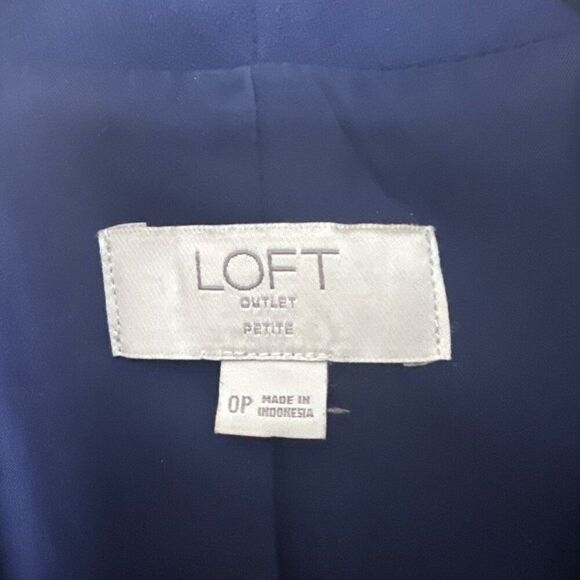 LOFT
OUTLET
PETITE
0P MADE IN
INDONESIA